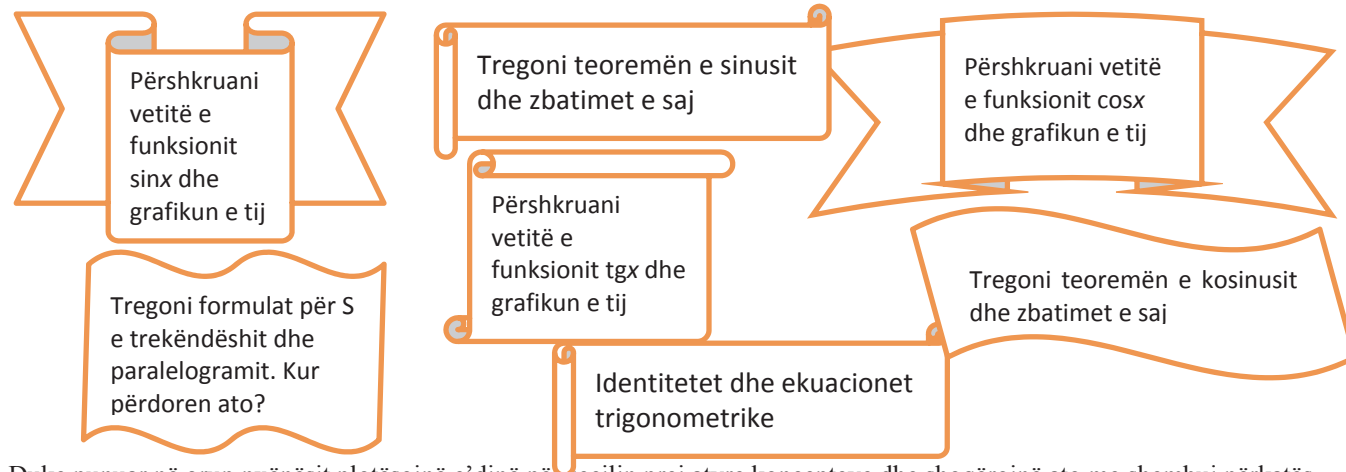 Përshkruani
vetitë e
funksionit
sinx dhe
grafikun e tij
Tregoni teoremën e sinusit
dhe zbatimet e saj
Përshkruani vetitë
e funksionit cosx
dhe grafikun e tij
Përshkruani
vetitë e
funksionit tgx dhe
grafikun e tij
Tregoni formulat për S
e trekëndëshit dhe
paralelogramit. Kur
përdoren ato?
Tregoni teoremën e kosinusit
dhe zbatimet e saj
Identitetet dhe ekuacionet
trigonometrike